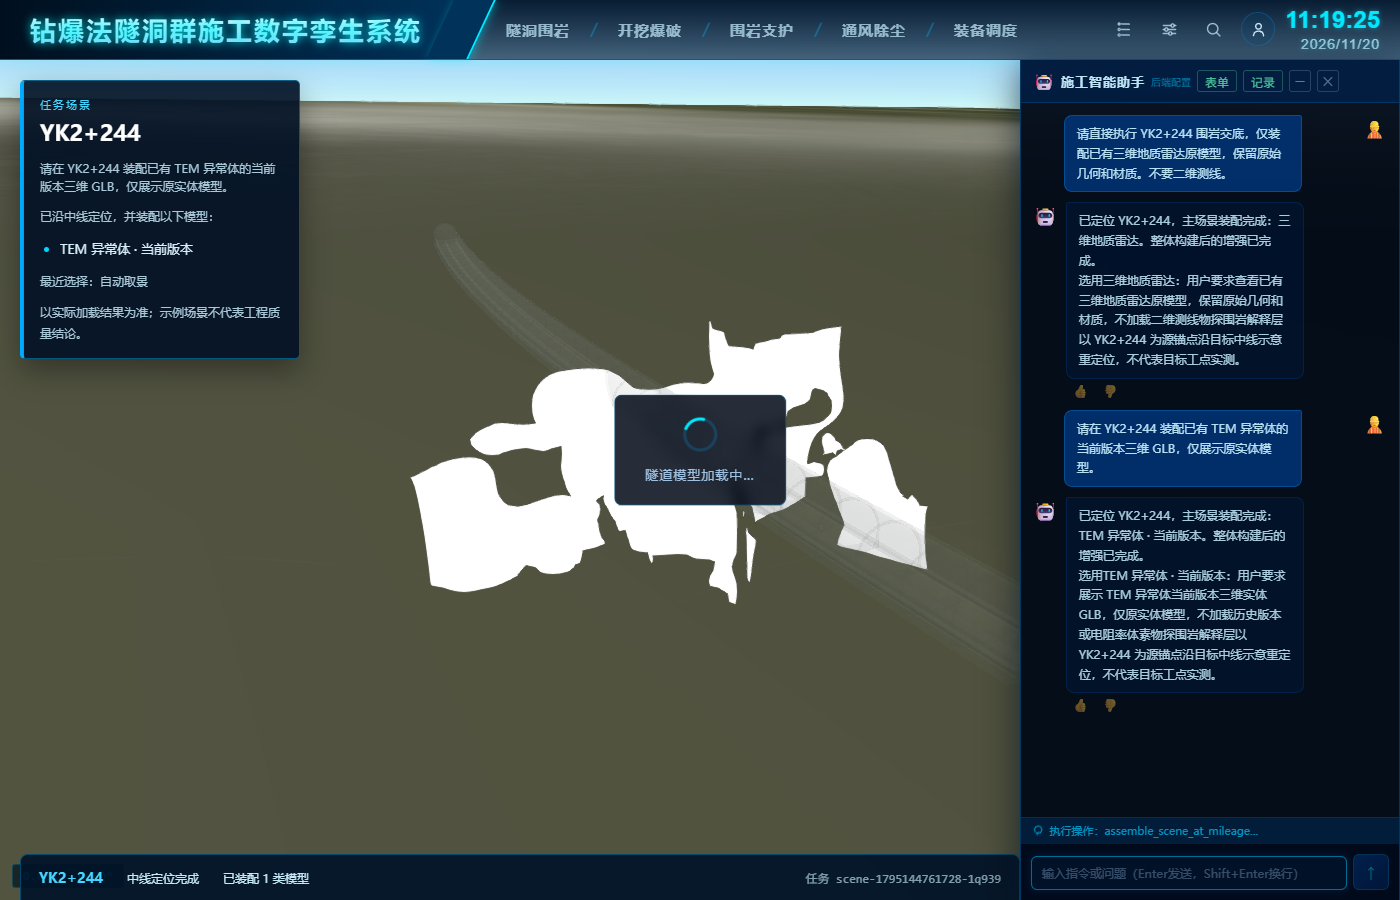 钻爆法隧洞群施工数字孪生系统
隧洞围岩 / 开挖爆破 / 围岩支护 / 通风除尘 / 装备调度
11:19:25
2026/11/20
任务场景
YK2+244
请在 YK2+244 装配已有 TEM 异常体的当前
版本三维 GLB，仅展示原实体模型。
已沿中线定位，并装配以下模型：
TEM 异常体 · 当前版本
最近选择：自动取景
以实际加载结果为准；示例场景不代表工程质
量结论。
隧道模型加载中...
YK2+244 中线定位完成 已装配 1 类模型
任务 scene-1795144761728-1q939
施工智能助手 后端配置 表单 记录
请直接执行 YK2+244 围岩交底，仅装
配已有三维地质雷达原模型，保留原始
几何和材质。不要二维测线。
已定位 YK2+244，主场景装配完成：三
维地质雷达。整体构建后的增强已完
成。
选用三维地质雷达：用户要求查看已有
三维地质雷达原模型，保留原始几何和
材质，不加载二维测线物探围岩解释层
以 YK2+244 为源锚点沿目标中线示意
重定位，不代表目标工点实测。
请在 YK2+244 装配已有 TEM 异常体的
当前版本三维 GLB，仅展示原实体模
型。
已定位 YK2+244，主场景装配完成：
TEM 异常体 · 当前版本。整体构建后的
增强已完成。
选用TEM 异常体 · 当前版本：用户要求
展示 TEM 异常体当前版本三维实体
GLB，仅原实体模型，不加载历史版本
或电阻率体素物探围岩解释层以
YK2+244 为源锚点沿目标中线示意重定
位，不代表目标工点实测。
执行操作：assemble_scene_at_mileage...
输入指令或问题（Enter发送，Shift+Enter换行）